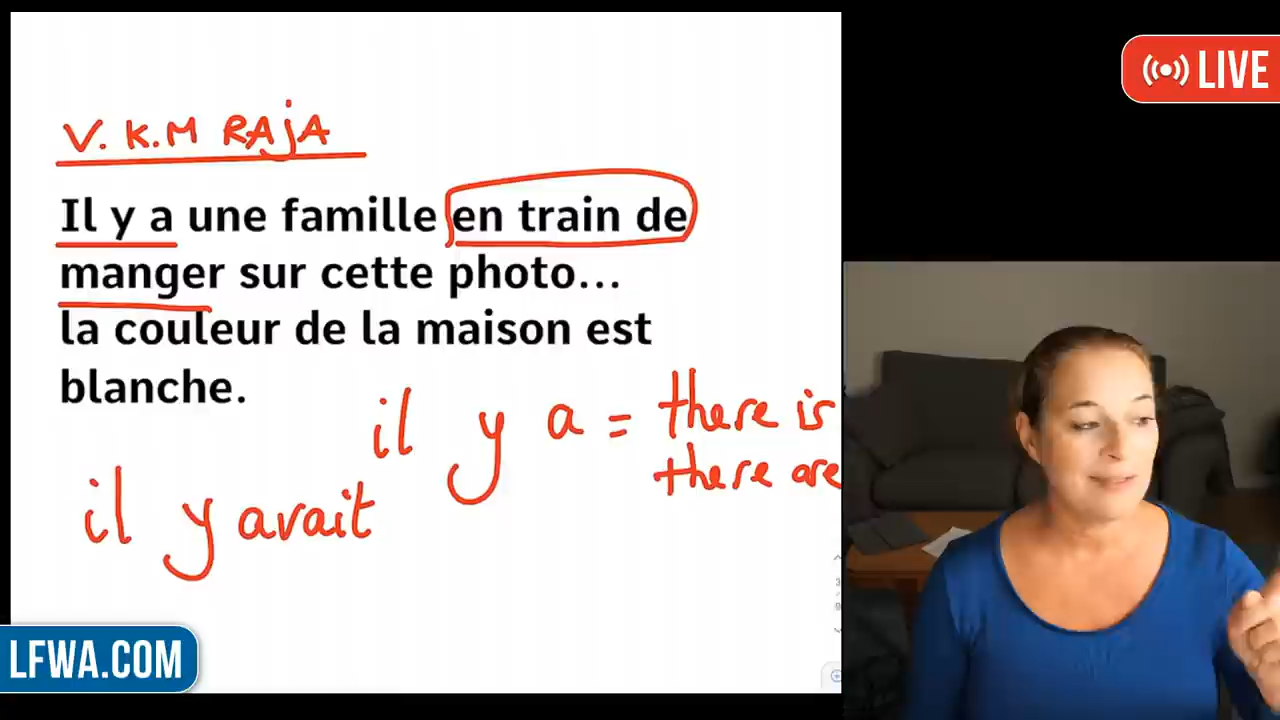 LIVE
V. K.M RAjA
Il y a une famille en train de
manger sur cette photo...
la couleur de la maison est
blanche.
il y a = there is
there are
il y avait
LFWA.COM